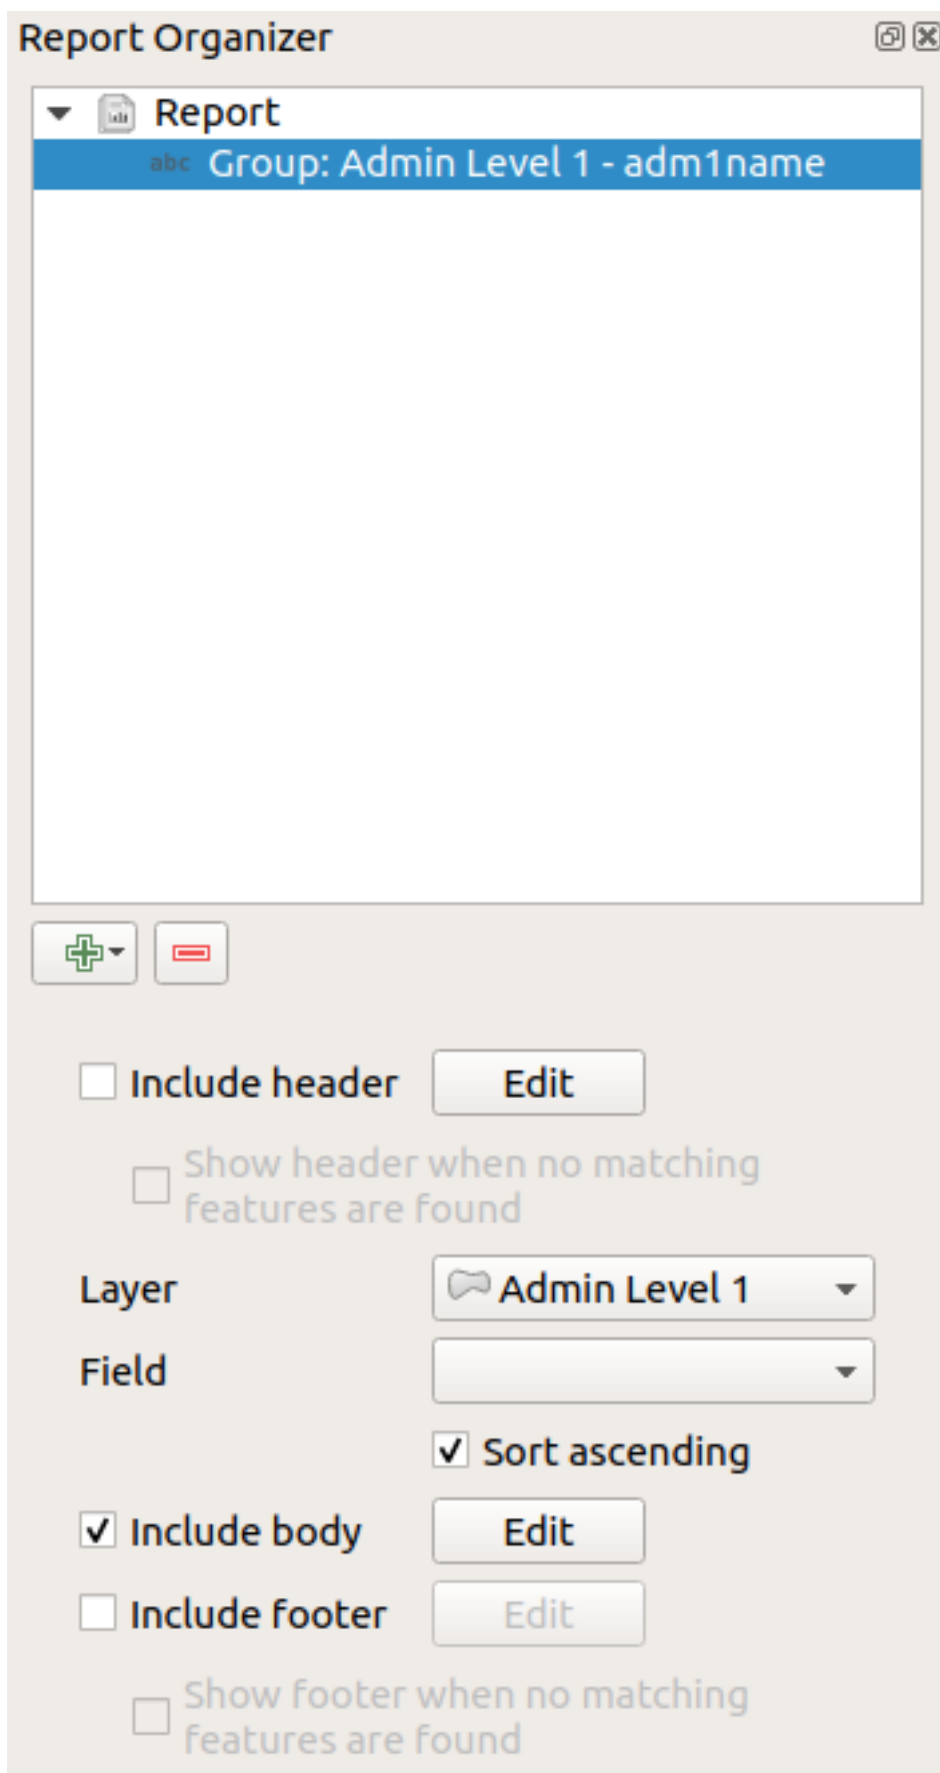 Report Organizer
Report
abc Group: Admin Level 1 - adm1name
Include header Edit
Show header when no matching
features are found
Layer Admin Level 1
Field
Sort ascending
Include body Edit
Include footer Edit
Show footer when no matching
features are found